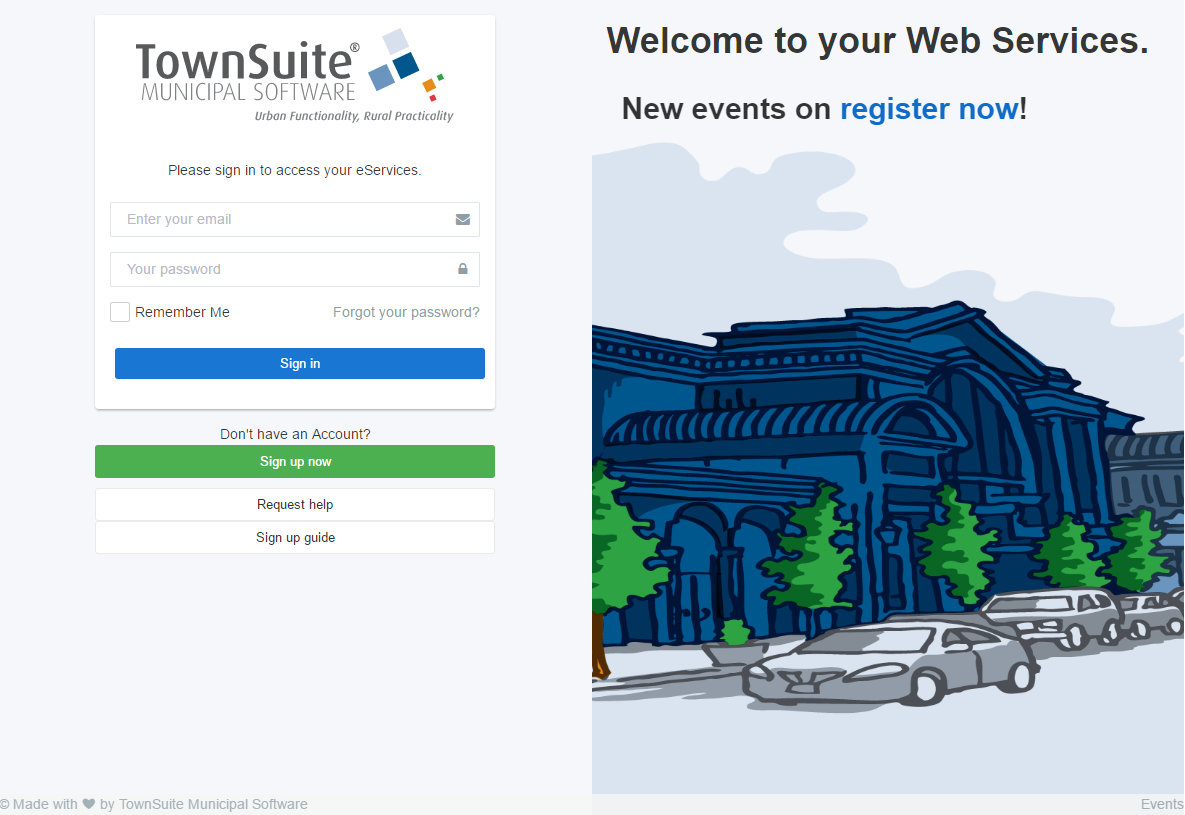 TownSuite®
MUNICIPAL SOFTWARE
Urban Functionality, Rural Practicality
Please sign in to access your eServices.
Enter your email
Your password
Remember Me
Forgot your password?
Sign in
Don't have an Account?
Sign up now
Request help
Sign up guide
Welcome to your Web Services.
New events on register now!
© Made with ♥ by TownSuite Municipal Software
Events